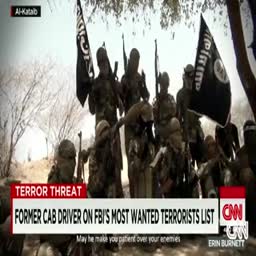 Al-Kataib
TERROR THREAT
FORMER CAB DRIVER ON FBI'S MOST WANTED TERRORISTS LIST
CNN
CNN
ERIN BURNETT
May he make you patient over your enemies